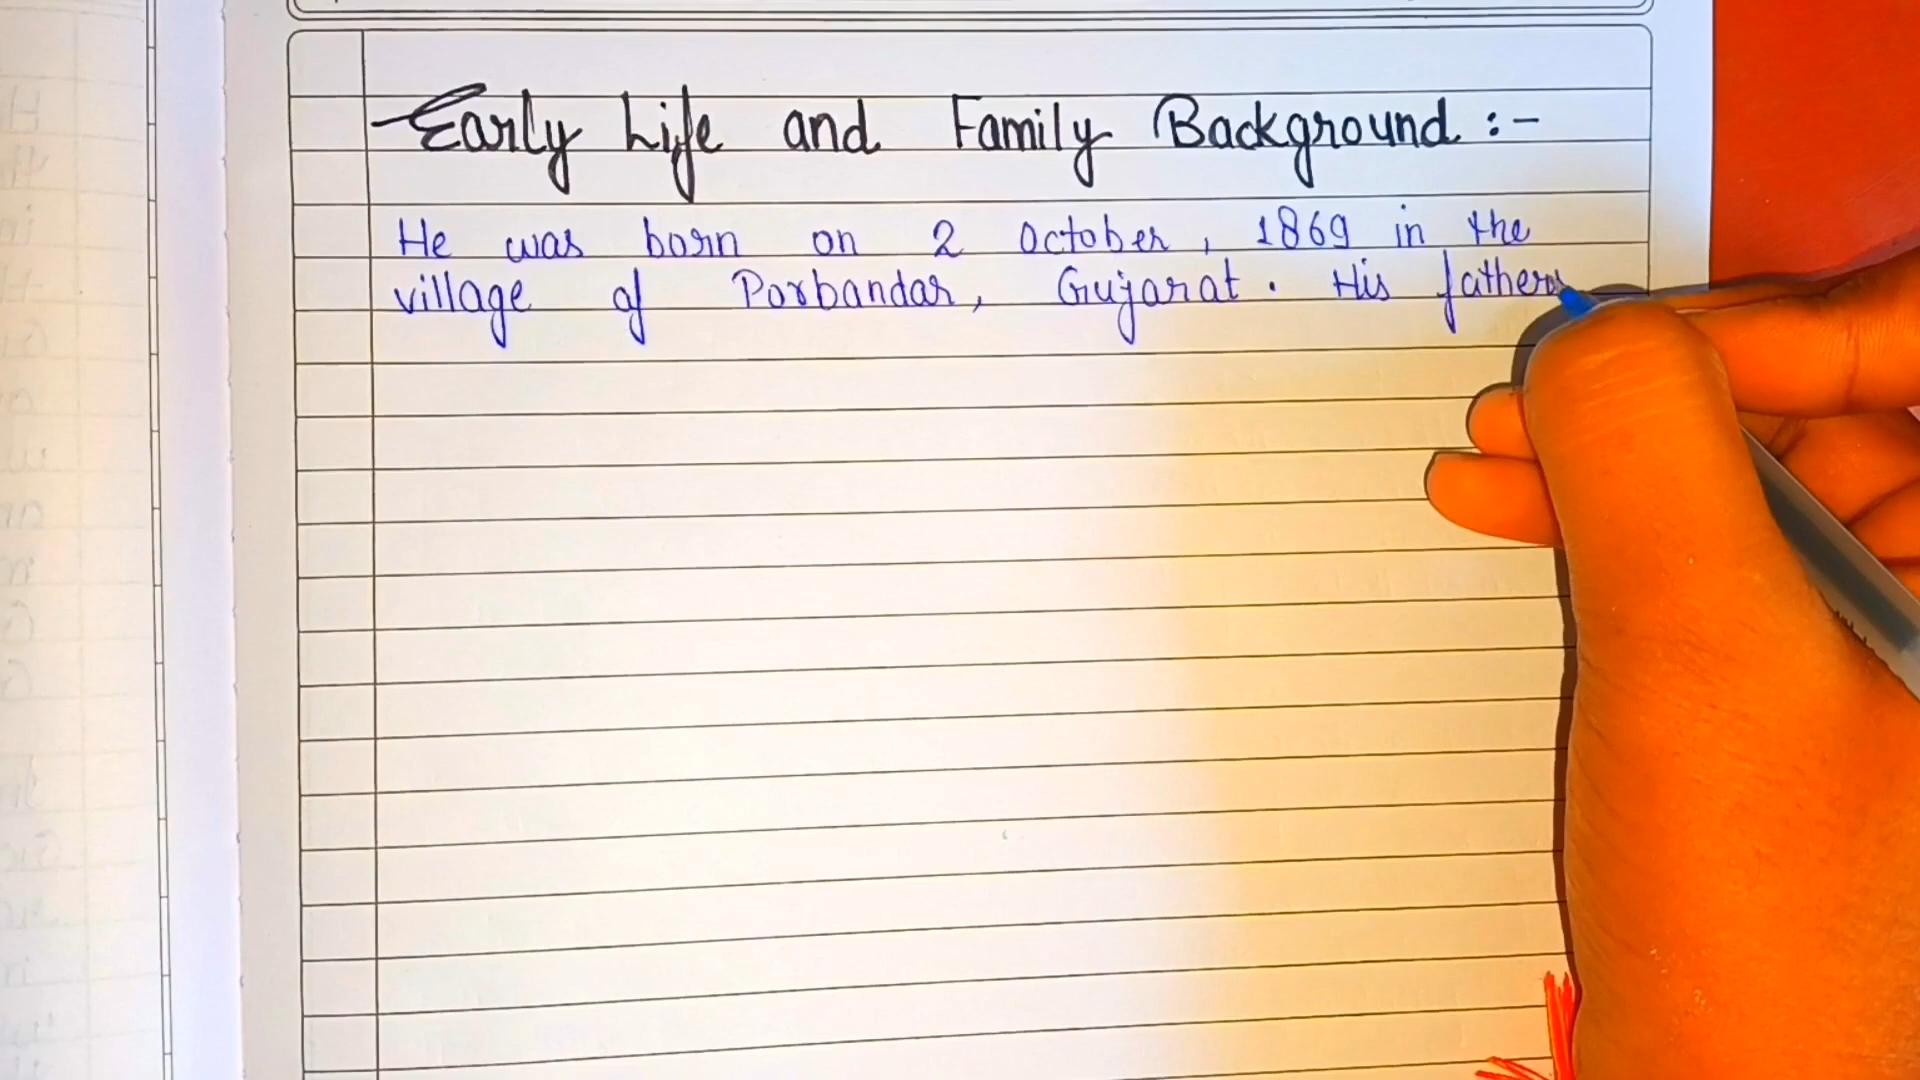 Early Life and Family Background :-
He was born on 2 October, 1869 in the
village of Porbandar, Gujarat. His fathers